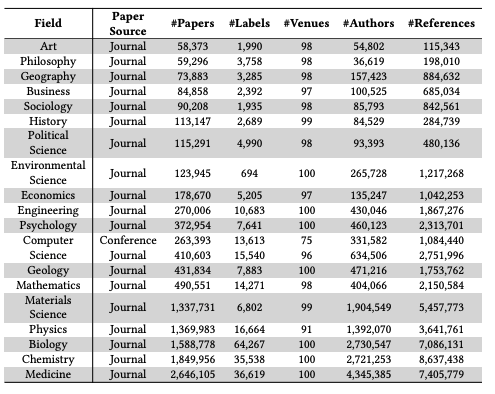 Field Paper Source #Papers #Labels #Venues #Authors #References
Art Journal 58,373 1,990 98 54,802 115,343
Philosophy Journal 59,296 3,758 98 36,619 198,010
Geography Journal 73,883 3,285 98 157,423 884,632
Business Journal 84,858 2,392 97 100,525 685,034
Sociology Journal 90,208 1,935 98 85,793 842,561
History Journal 113,147 2,689 99 84,529 284,739
Political Science Journal 115,291 4,990 98 93,393 480,136
Environmental Science Journal 123,945 694 100 265,728 1,217,268
Economics Journal 178,670 5,205 97 135,247 1,042,253
Engineering Journal 270,006 10,683 100 430,046 1,867,276
Psychology Journal 372,954 7,641 100 460,123 2,313,701
Computer Conference 263,393 13,613 75 331,582 1,084,440
Science Journal 410,603 15,540 96 634,506 2,751,996
Geology Journal 431,834 7,883 100 471,216 1,753,762
Mathematics Journal 490,551 14,271 98 404,066 2,150,584
Materials Science Journal 1,337,731 6,802 99 1,904,549 5,457,773
Physics Journal 1,369,983 16,664 91 1,392,070 3,641,761
Biology Journal 1,588,778 64,267 100 2,730,547 7,086,131
Chemistry Journal 1,849,956 35,538 100 2,721,253 8,637,438
Medicine Journal 2,646,105 36,619 100 4,345,385 7,405,779